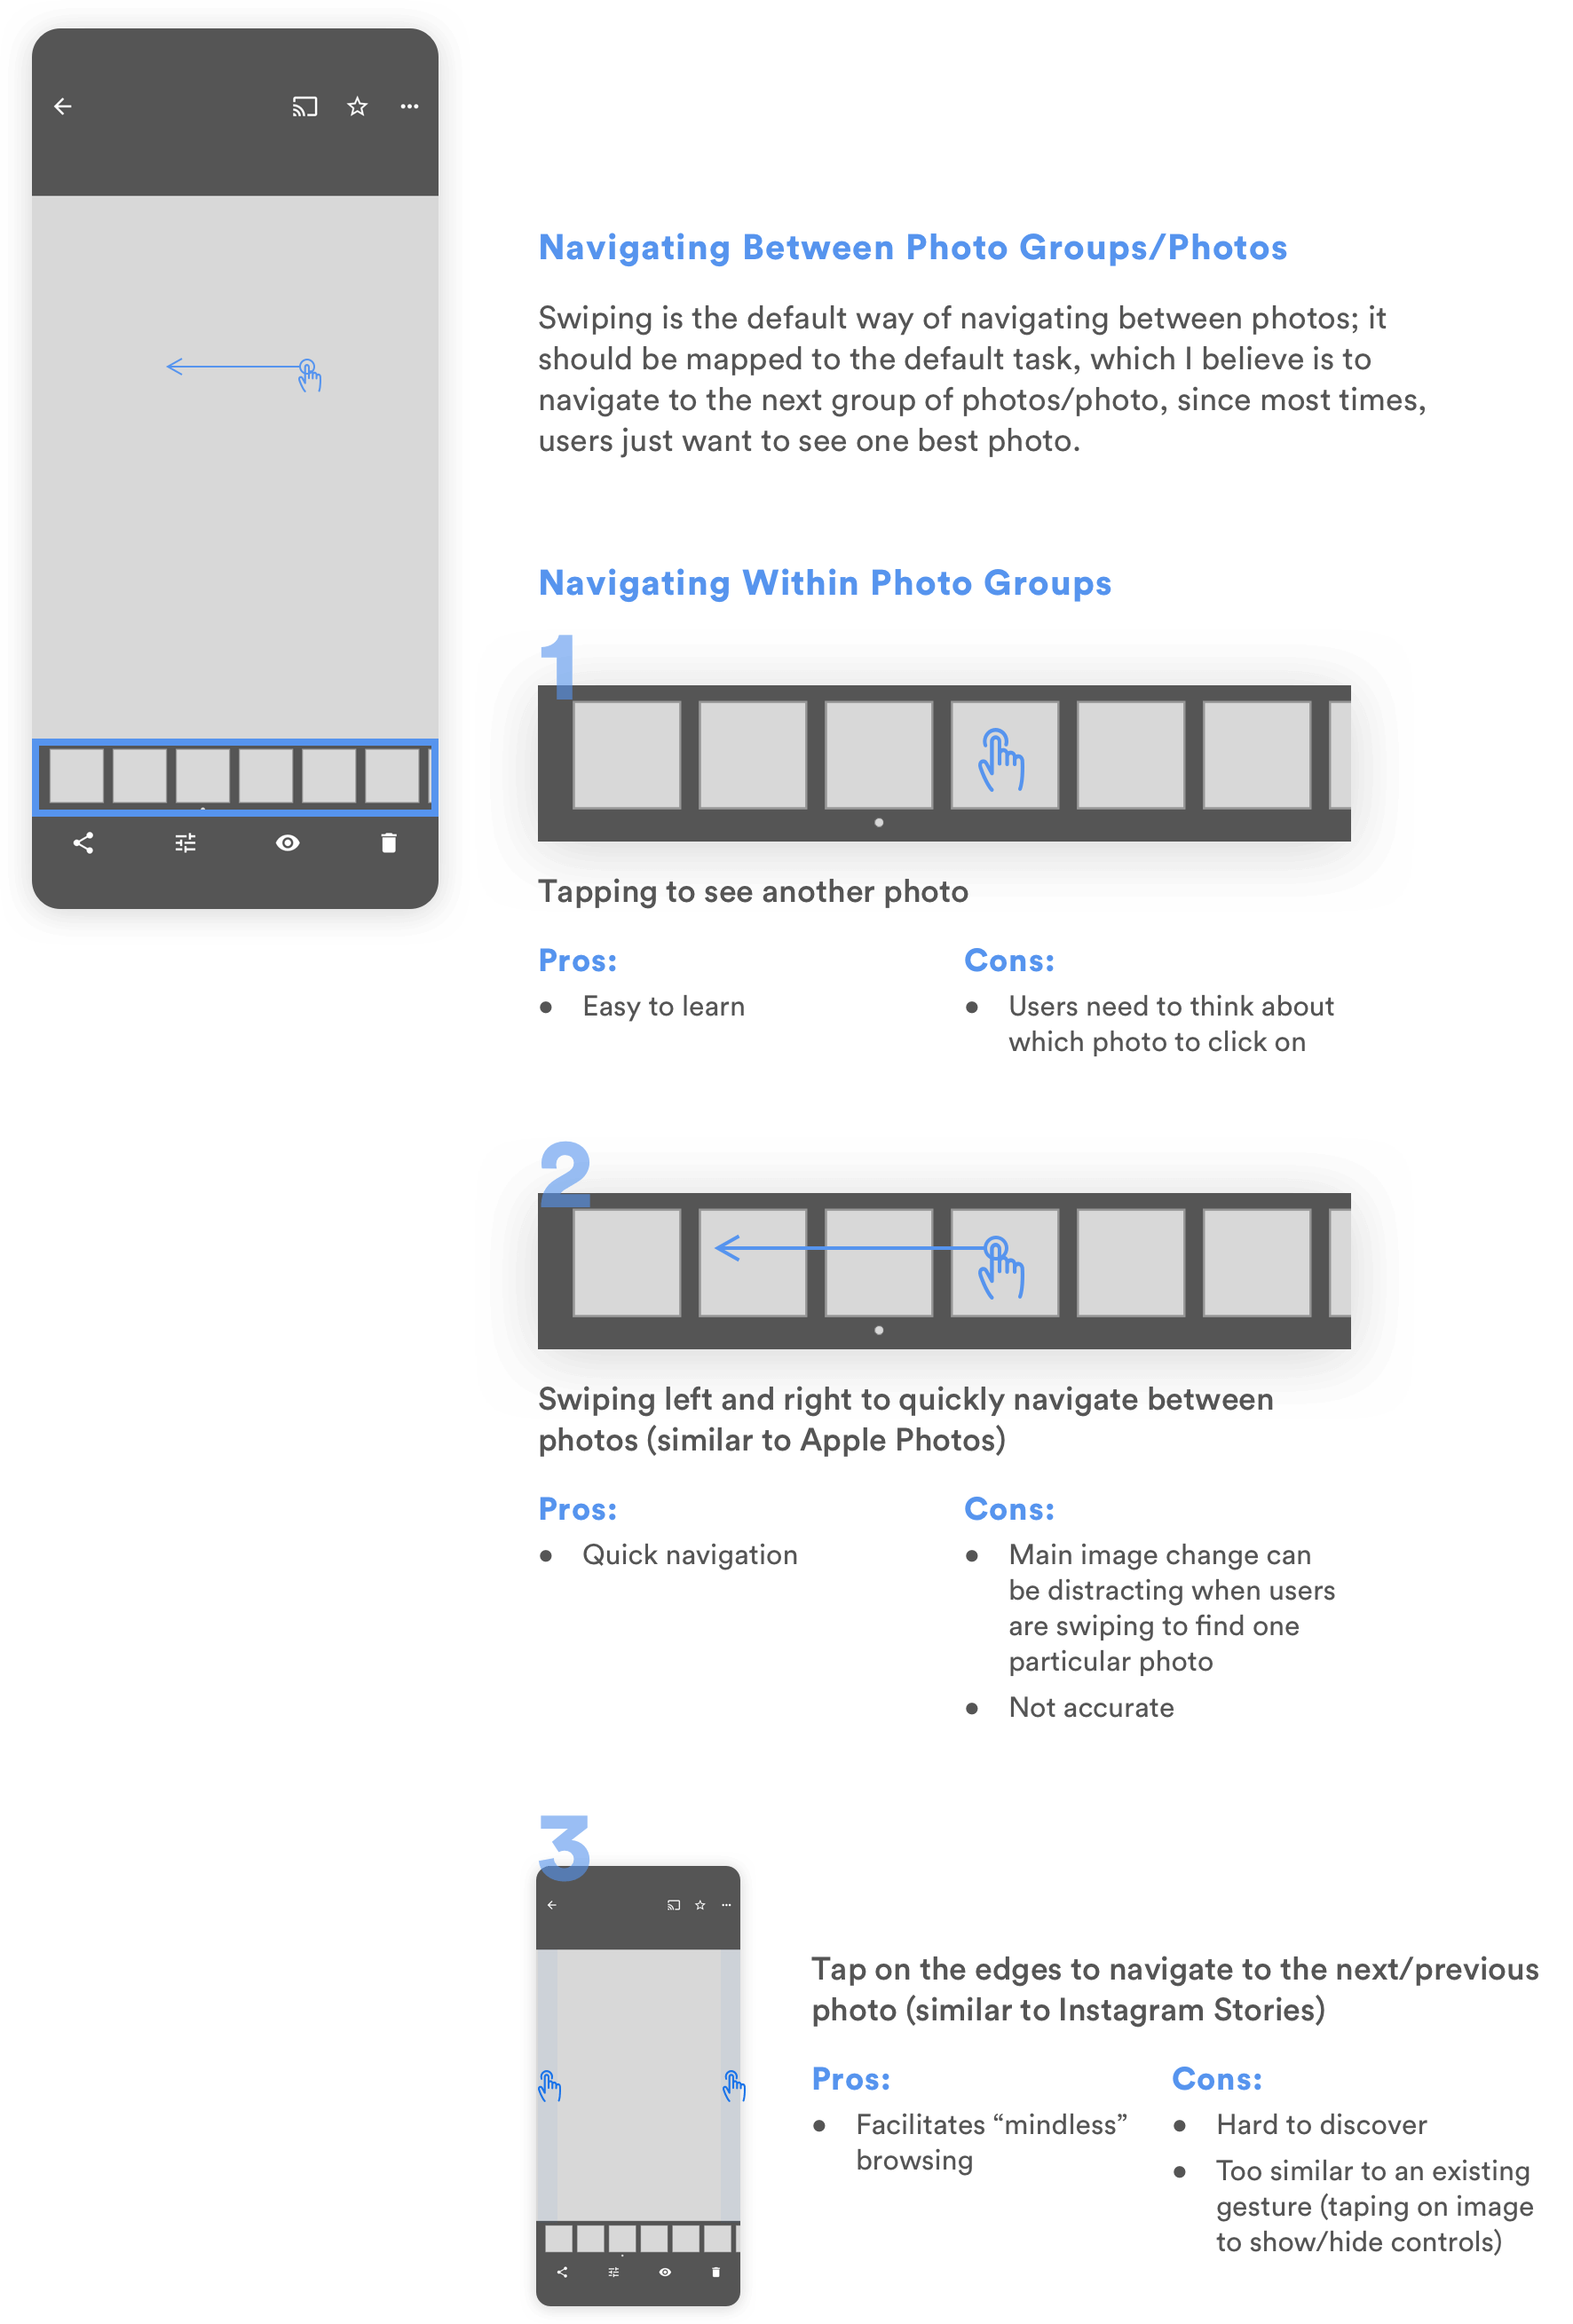 Navigating Between Photo Groups/Photos
Swiping is the default way of navigating between photos; it
should be mapped to the default task, which I believe is to
navigate to the next group of photos/photo, since most times,
users just want to see one best photo.
Navigating Within Photo Groups
1
Tapping to see another photo
Pros:
● Easy to learn
Cons:
● Users need to think about
which photo to click on
2
Swiping left and right to quickly navigate between
photos (similar to Apple Photos)
Pros:
● Quick navigation
Cons:
● Main image change can
be distracting when users
are swiping to find one
particular photo
● Not accurate
3
Tap on the edges to navigate to the next/previous
photo (similar to Instagram Stories)
Pros:
● Facilitates “mindless”
browsing
Cons:
● Hard to discover
● Too similar to an existing
gesture (taping on image
to show/hide controls)